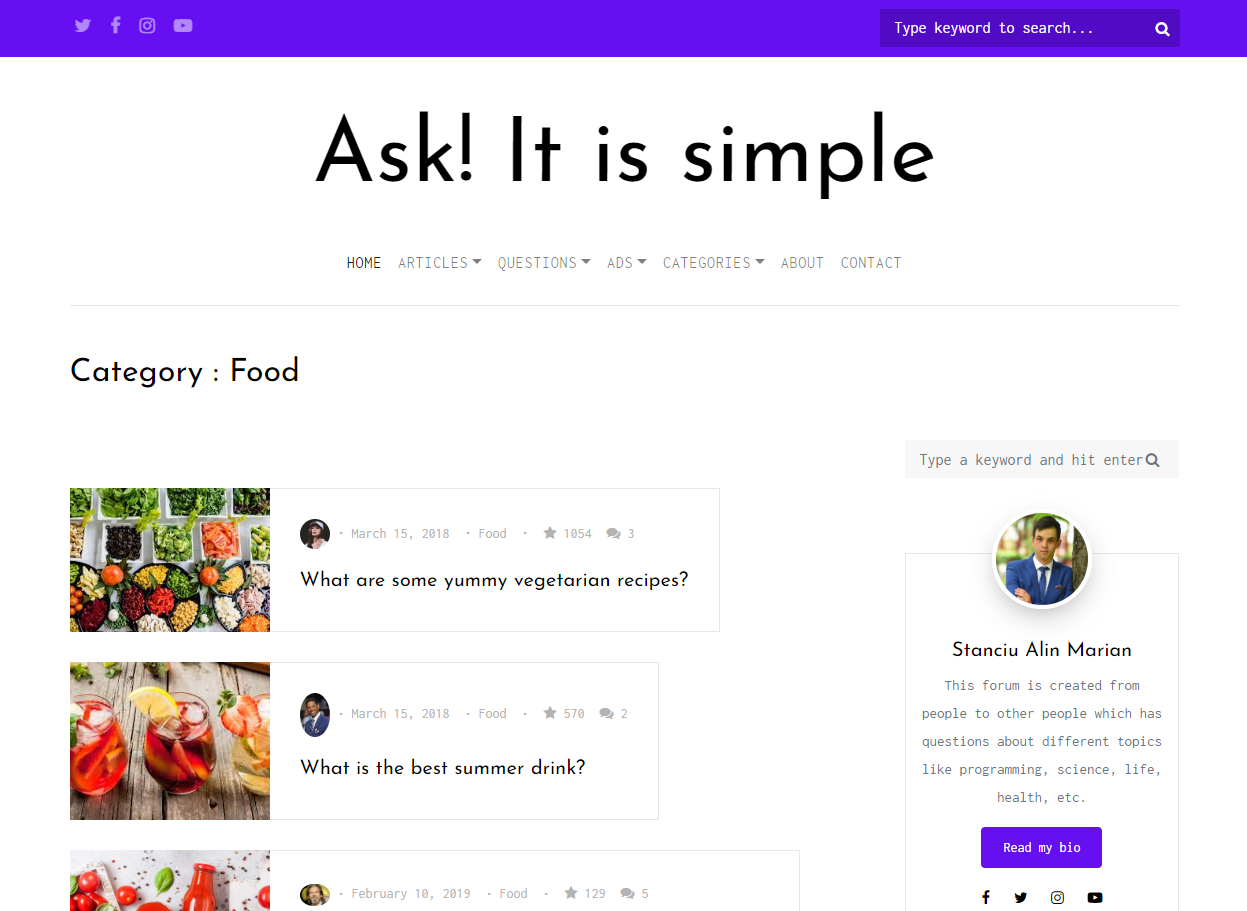 Type keyword to search...
Ask! It is simple
HOME ARTICLES QUESTIONS ADS CATEGORIES ABOUT CONTACT
Category : Food
Type a keyword and hit enter
· March 15, 2018 · Food · 1054 3
What are some yummy vegetarian recipes?
· March 15, 2018 · Food · 570 2
What is the best summer drink?
· February 10, 2019 · Food · 129 5
Stanciu Alin Marian
This forum is created from
people to other people which has
questions about different topics
like programming, science, life,
health, etc.
Read my bio